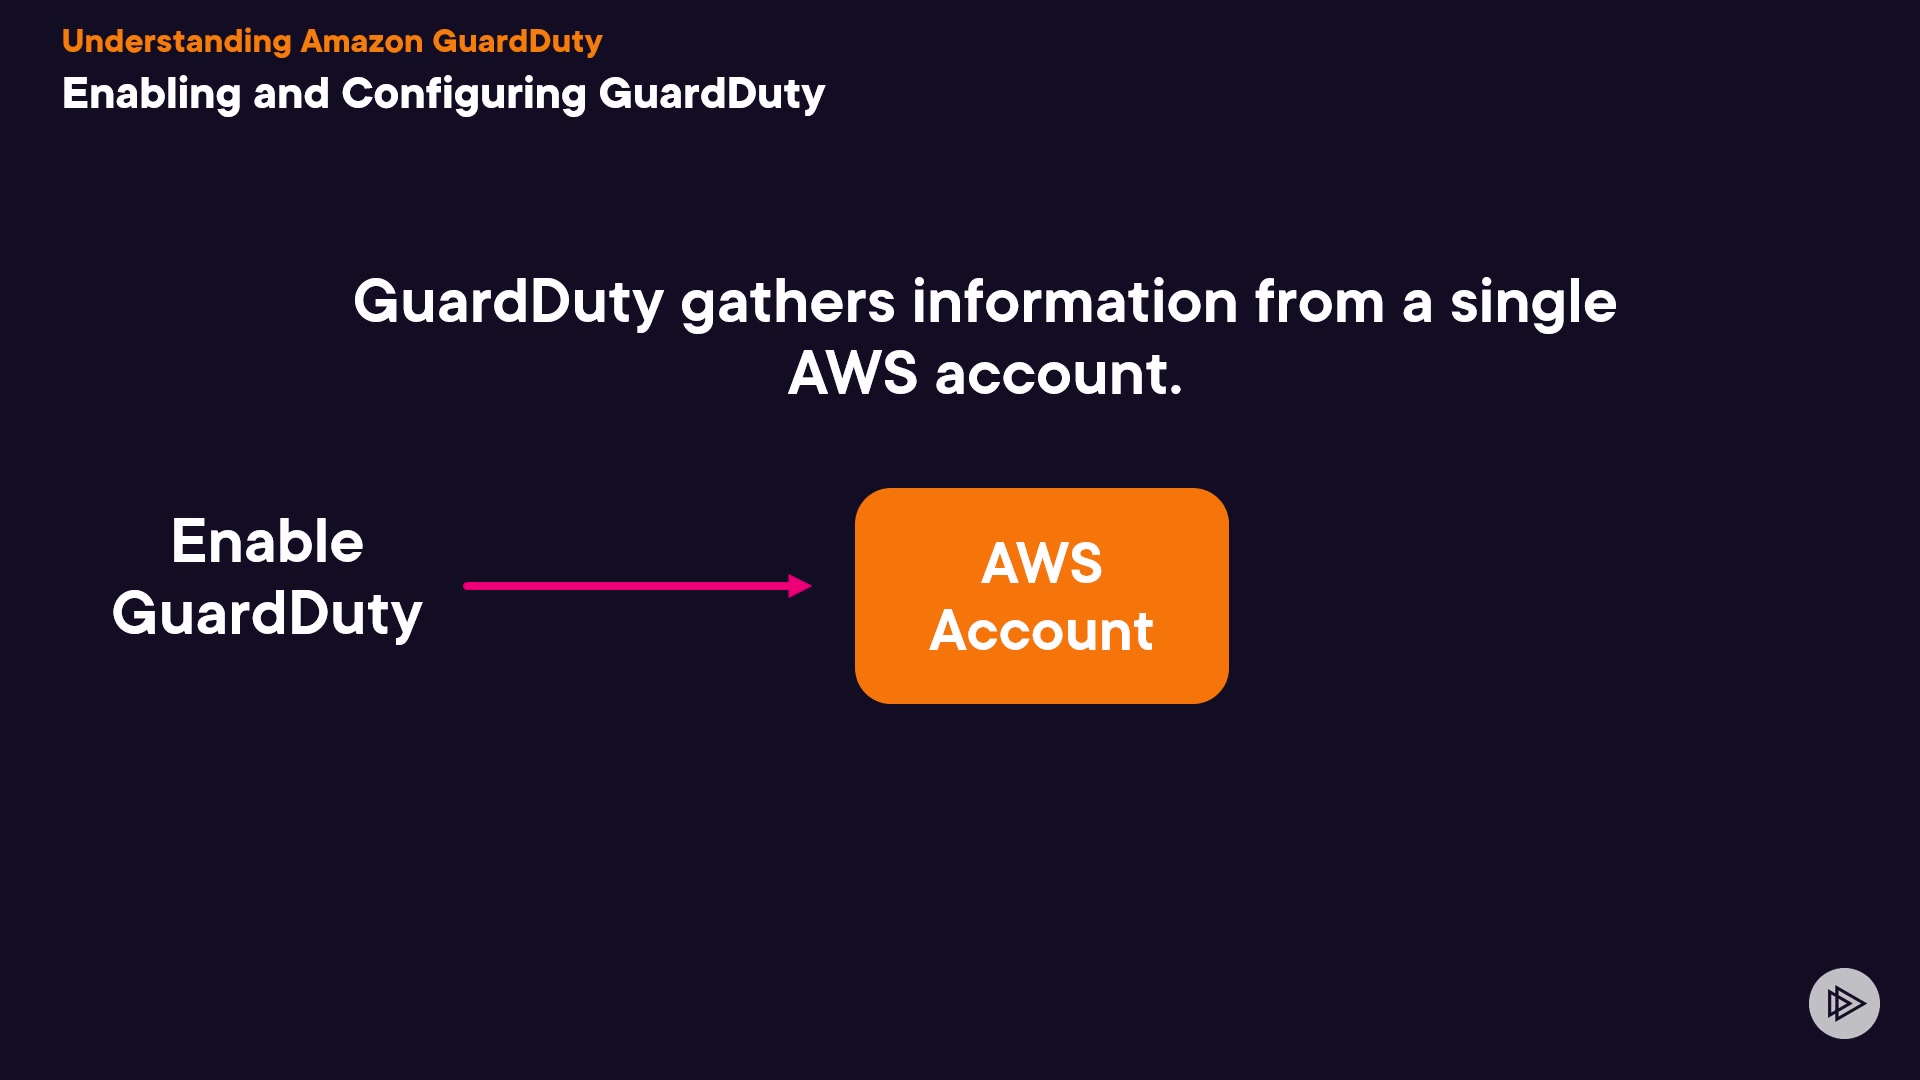 Understanding Amazon GuardDuty
Enabling and Configuring GuardDuty
GuardDuty gathers information from a single
AWS account.
Enable
GuardDuty
AWS
Account